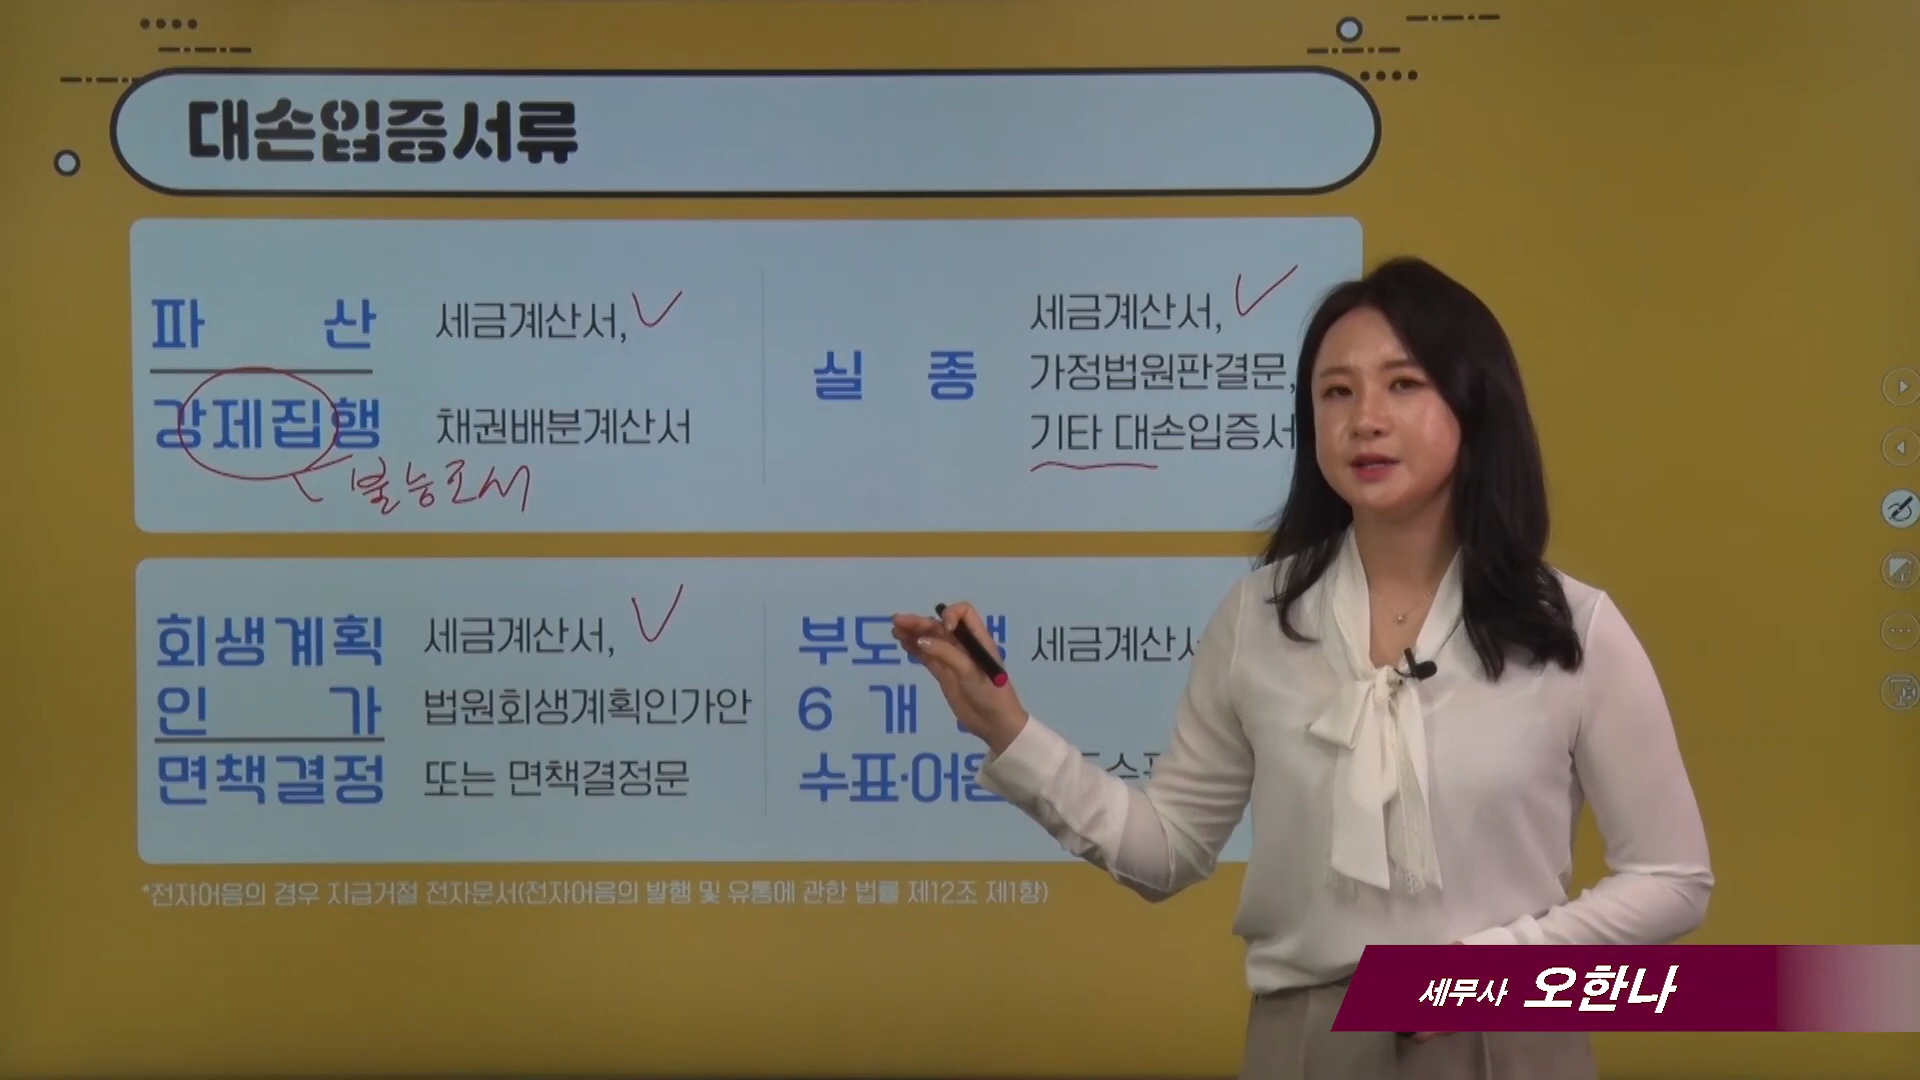 대손입증서류
파 산
강제집행
세금계산서,
채권배분계산서
불능조서
실 종
세금계산서,
가정법원판결문,
기타 대손입증서
회생계획
인 가
면책결정
세금계산서,
법원회생계획인가안
또는 면책결정문
6 개
수표·어음
세금계산서
*전자어음의 경우 지급거절 전자문서(전자어음의 발행 및 유통에 관한 법률 제12조 제1항)
세무사 오한나